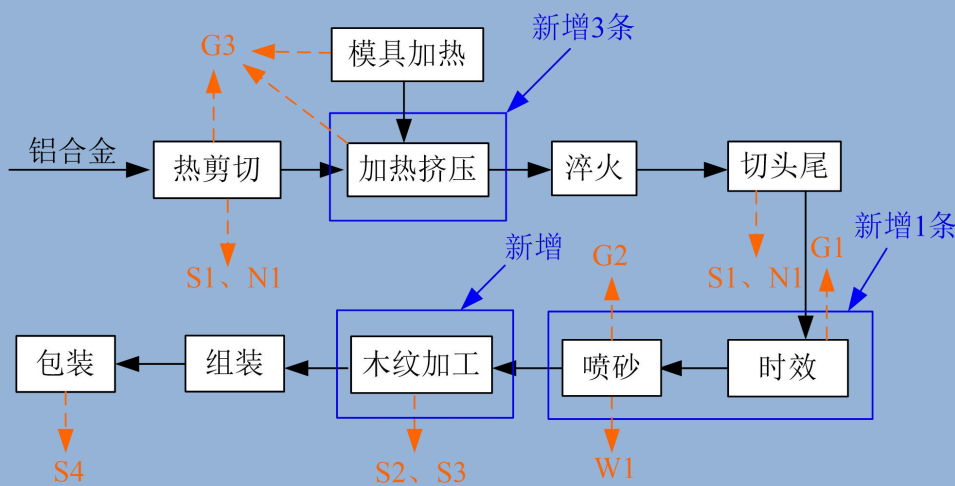 新增3条
模具加热
G3
铝合金
热剪切
加热挤压
淬火
切头尾
S1、N1
S1、N1
新增1条
G1
新增
G2
包装
组装
木纹加工
喷砂
时效
S4
S2、S3
W1